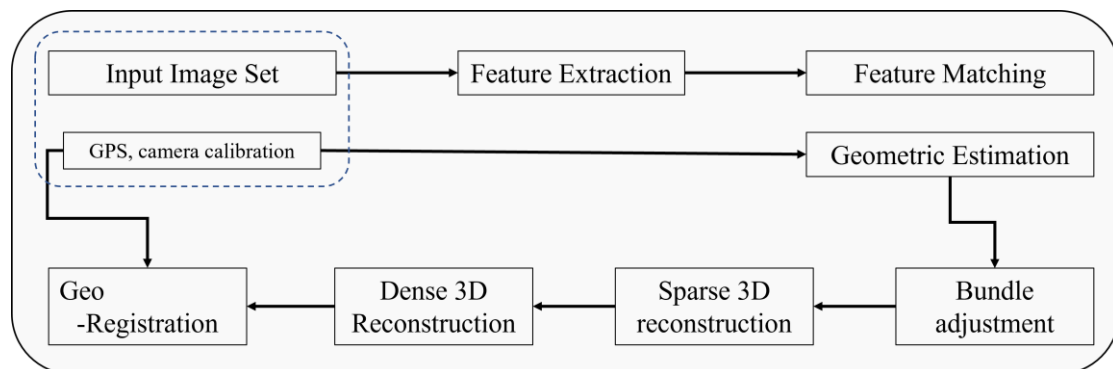 Input Image Set
Feature Extraction
Feature Matching
GPS, camera calibration
Geometric Estimation
Geo
-Registration
Dense 3D
Reconstruction
Sparse 3D
reconstruction
Bundle
adjustment